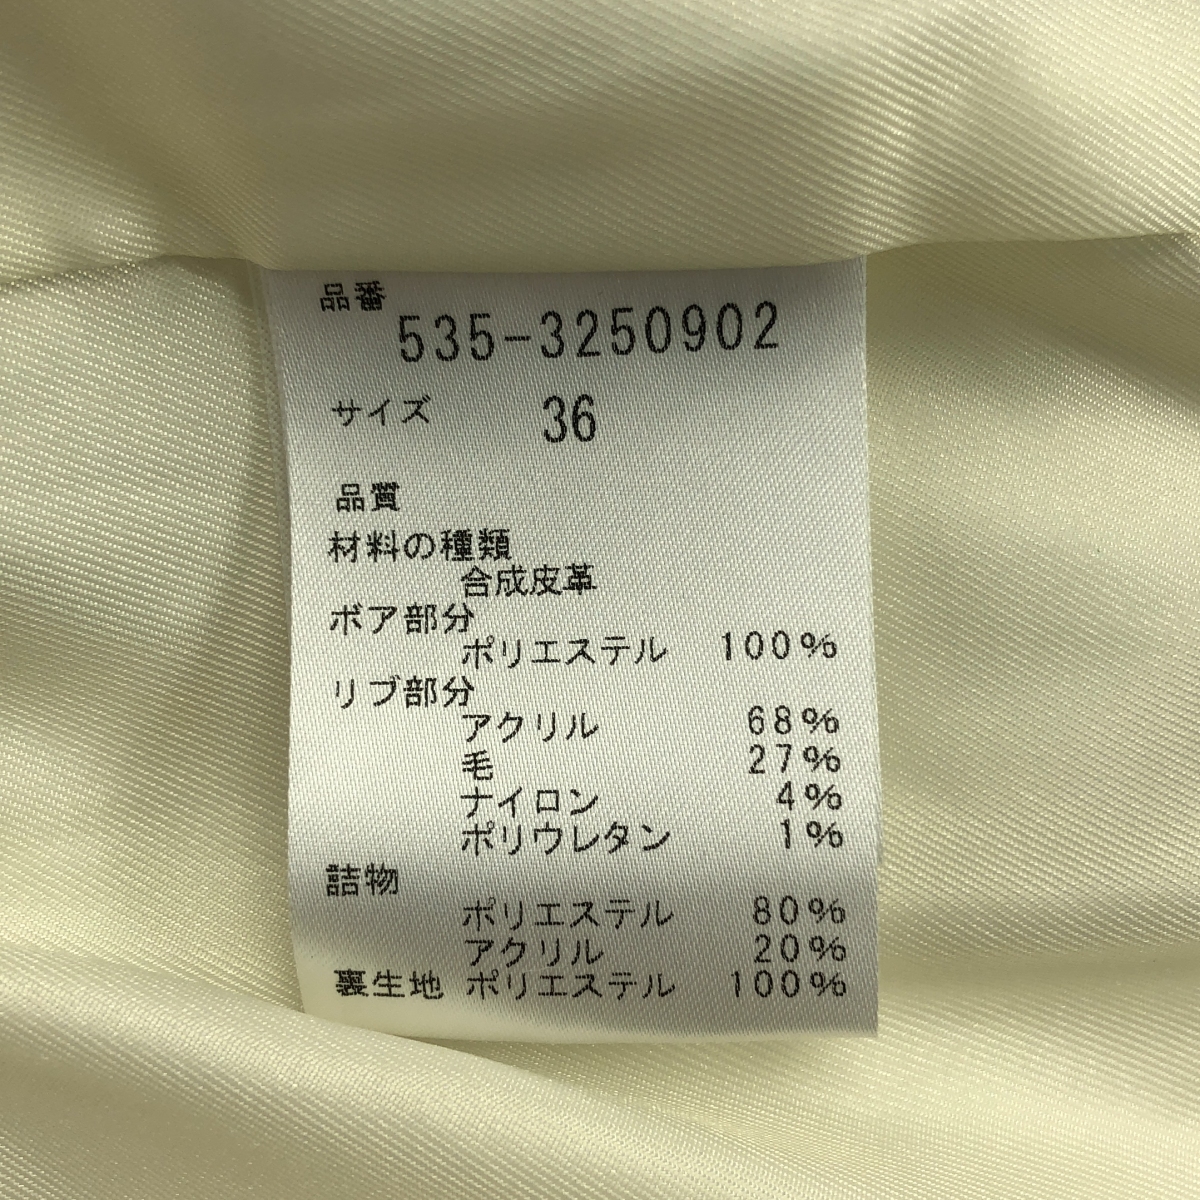 品番
535-3250902
サイズ 36
品質
材料の種類
合成皮革
ボア部分
ポリエステル 100%
リブ部分
アクリル 68%
毛 27%
ナイロン 4%
ポリウレタン 1%
詰物
ポリエステル 80%
アクリル 20%
裏生地 ポリエステル 100%